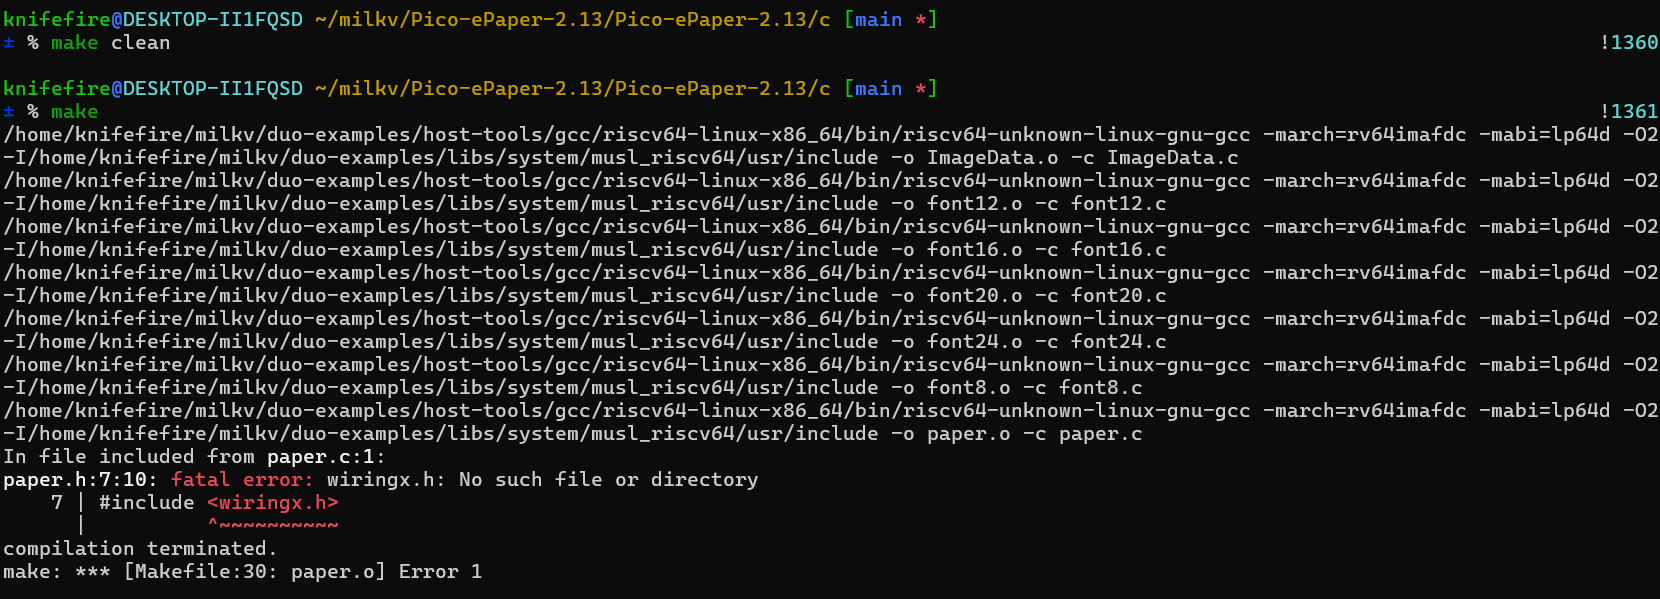 knifefire@DESKTOP-II1FQSD ~/milkv/Pico-ePaper-2.13/Pico-ePaper-2.13/c [main *]
± % make clean !1360
knifefire@DESKTOP-II1FQSD ~/milkv/Pico-ePaper-2.13/Pico-ePaper-2.13/c [main *]
± % make !1361
/home/knifefire/milkv/duo-examples/host-tools/gcc/riscv64-linux-x86_64/bin/riscv64-unknown-linux-gnu-gcc -march=rv64imafdc -mabi=lp64d -O2
-I/home/knifefire/milkv/duo-examples/libs/system/musl_riscv64/usr/include -o ImageData.o -c ImageData.c
/home/knifefire/milkv/duo-examples/host-tools/gcc/riscv64-linux-x86_64/bin/riscv64-unknown-linux-gnu-gcc -march=rv64imafdc -mabi=lp64d -O2
-I/home/knifefire/milkv/duo-examples/libs/system/musl_riscv64/usr/include -o font12.o -c font12.c
/home/knifefire/milkv/duo-examples/host-tools/gcc/riscv64-linux-x86_64/bin/riscv64-unknown-linux-gnu-gcc -march=rv64imafdc -mabi=lp64d -O2
-I/home/knifefire/milkv/duo-examples/libs/system/musl_riscv64/usr/include -o font16.o -c font16.c
/home/knifefire/milkv/duo-examples/host-tools/gcc/riscv64-linux-x86_64/bin/riscv64-unknown-linux-gnu-gcc -march=rv64imafdc -mabi=lp64d -O2
-I/home/knifefire/milkv/duo-examples/libs/system/musl_riscv64/usr/include -o font20.o -c font20.c
/home/knifefire/milkv/duo-examples/host-tools/gcc/riscv64-linux-x86_64/bin/riscv64-unknown-linux-gnu-gcc -march=rv64imafdc -mabi=lp64d -O2
-I/home/knifefire/milkv/duo-examples/libs/system/musl_riscv64/usr/include -o font24.o -c font24.c
/home/knifefire/milkv/duo-examples/host-tools/gcc/riscv64-linux-x86_64/bin/riscv64-unknown-linux-gnu-gcc -march=rv64imafdc -mabi=lp64d -O2
-I/home/knifefire/milkv/duo-examples/libs/system/musl_riscv64/usr/include -o font8.o -c font8.c
/home/knifefire/milkv/duo-examples/host-tools/gcc/riscv64-linux-x86_64/bin/riscv64-unknown-linux-gnu-gcc -march=rv64imafdc -mabi=lp64d -O2
-I/home/knifefire/milkv/duo-examples/libs/system/musl_riscv64/usr/include -o paper.o -c paper.c
In file included from paper.c:1:
paper.h:7:10: fatal error: wiringx.h: No such file or directory
    7 | #include <wiringx.h>
      |          ^~~~~~~~~~~
compilation terminated.
make: *** [Makefile:30: paper.o] Error 1